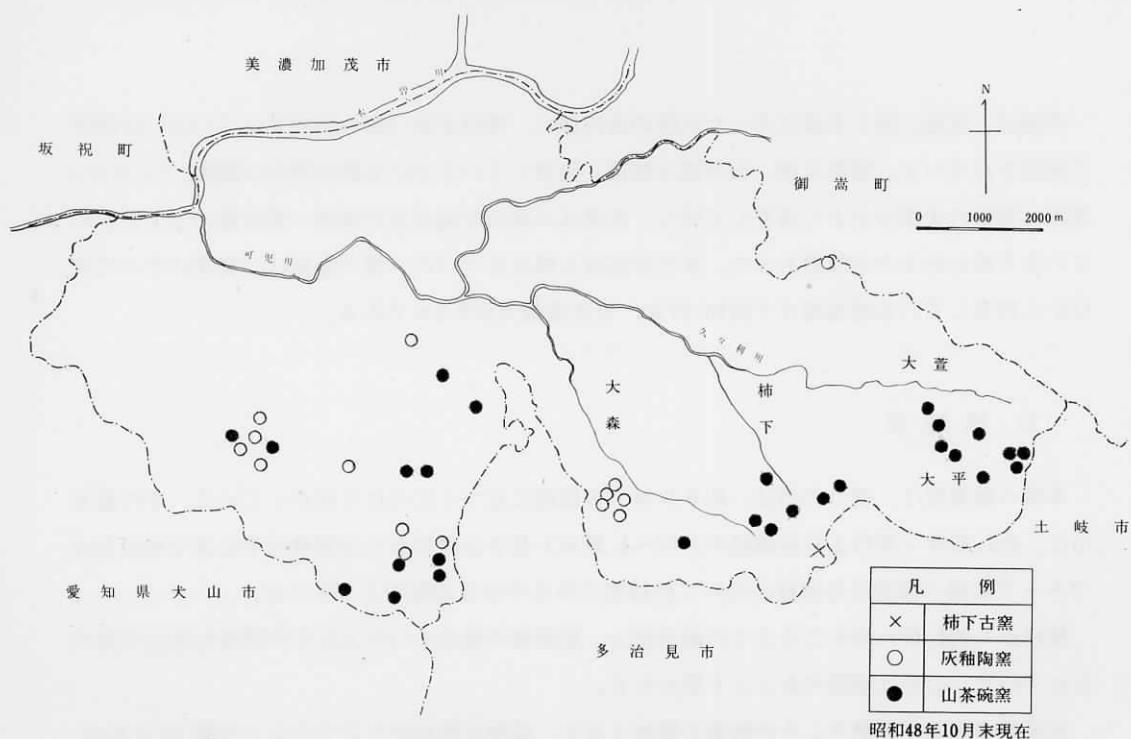 美濃加茂市
木曽川
坂祝町
御嵩町
N
0 1000 2000 m
可児川
久々利川
大萱
大森
柿下
大平
土岐市
愛知県犬山市
多治見市
凡 例
× 柿下古窯
○ 灰釉陶窯
● 山茶碗窯
昭和48年10月末現在